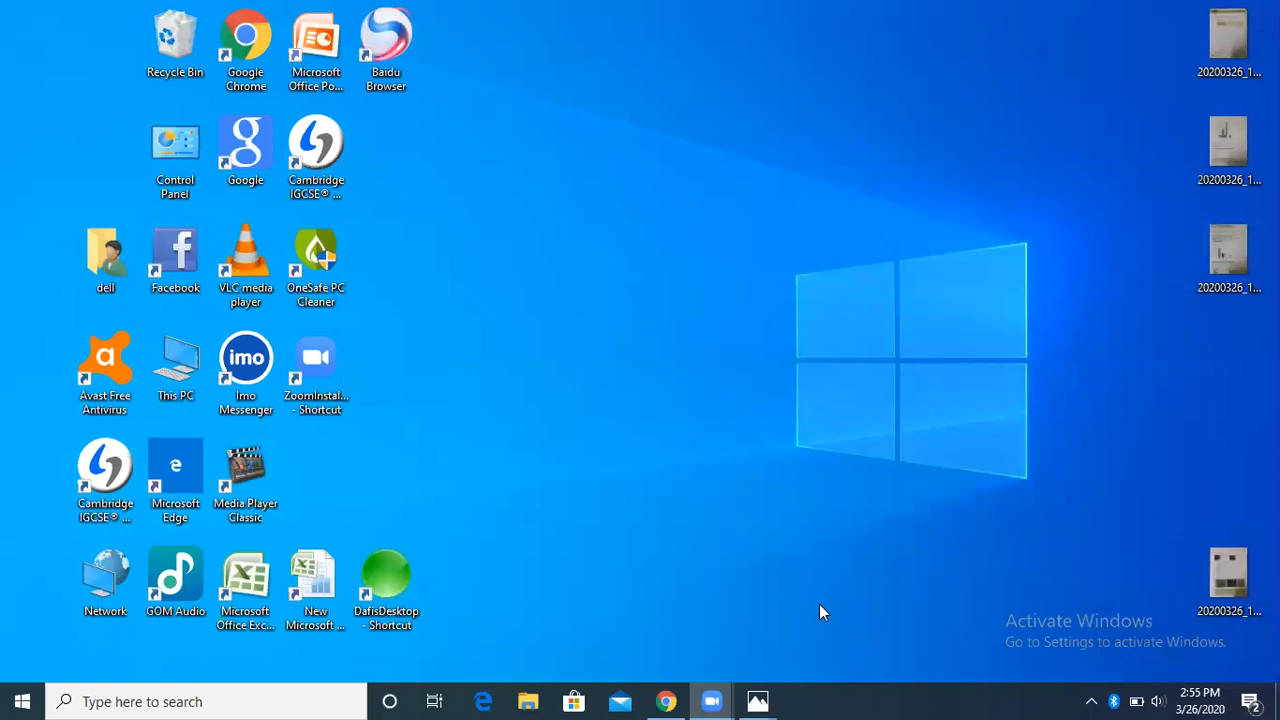 Recycle Bin
Google
Chrome
Microsoft
Office Po...
Baidu
Browser
20200326_1...
Control
Panel
Google
Cambridge
IGCSE® ...
20200326_1...
dell
Facebook
VLC media
player
OneSafe PC
Cleaner
20200326_1...
Avast Free
Antivirus
This PC
imo
Imo
Messenger
ZoomInstal...
- Shortcut
Cambridge
IGCSE® ...
Microsoft
Edge
Media Player
Classic
Network
GOM Audio
Microsoft
Office Exc...
New
Microsoft ...
DafisDesktop
- Shortcut
20200326_1...
Activate Windows
Go to Settings to activate Windows.
Type here to search
2:55 PM
3/26/2020
2